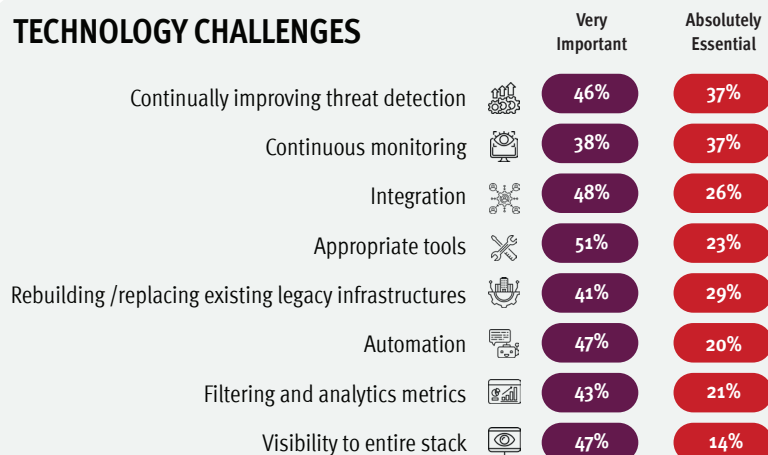 TECHNOLOGY CHALLENGES
Very Important
Absolutely Essential
Continually improving threat detection 46% 37%
Continuous monitoring 38% 37%
Integration 48% 26%
Appropriate tools 51% 23%
Rebuilding /replacing existing legacy infrastructures 41% 29%
Automation 47% 20%
Filtering and analytics metrics 43% 21%
Visibility to entire stack 47% 14%